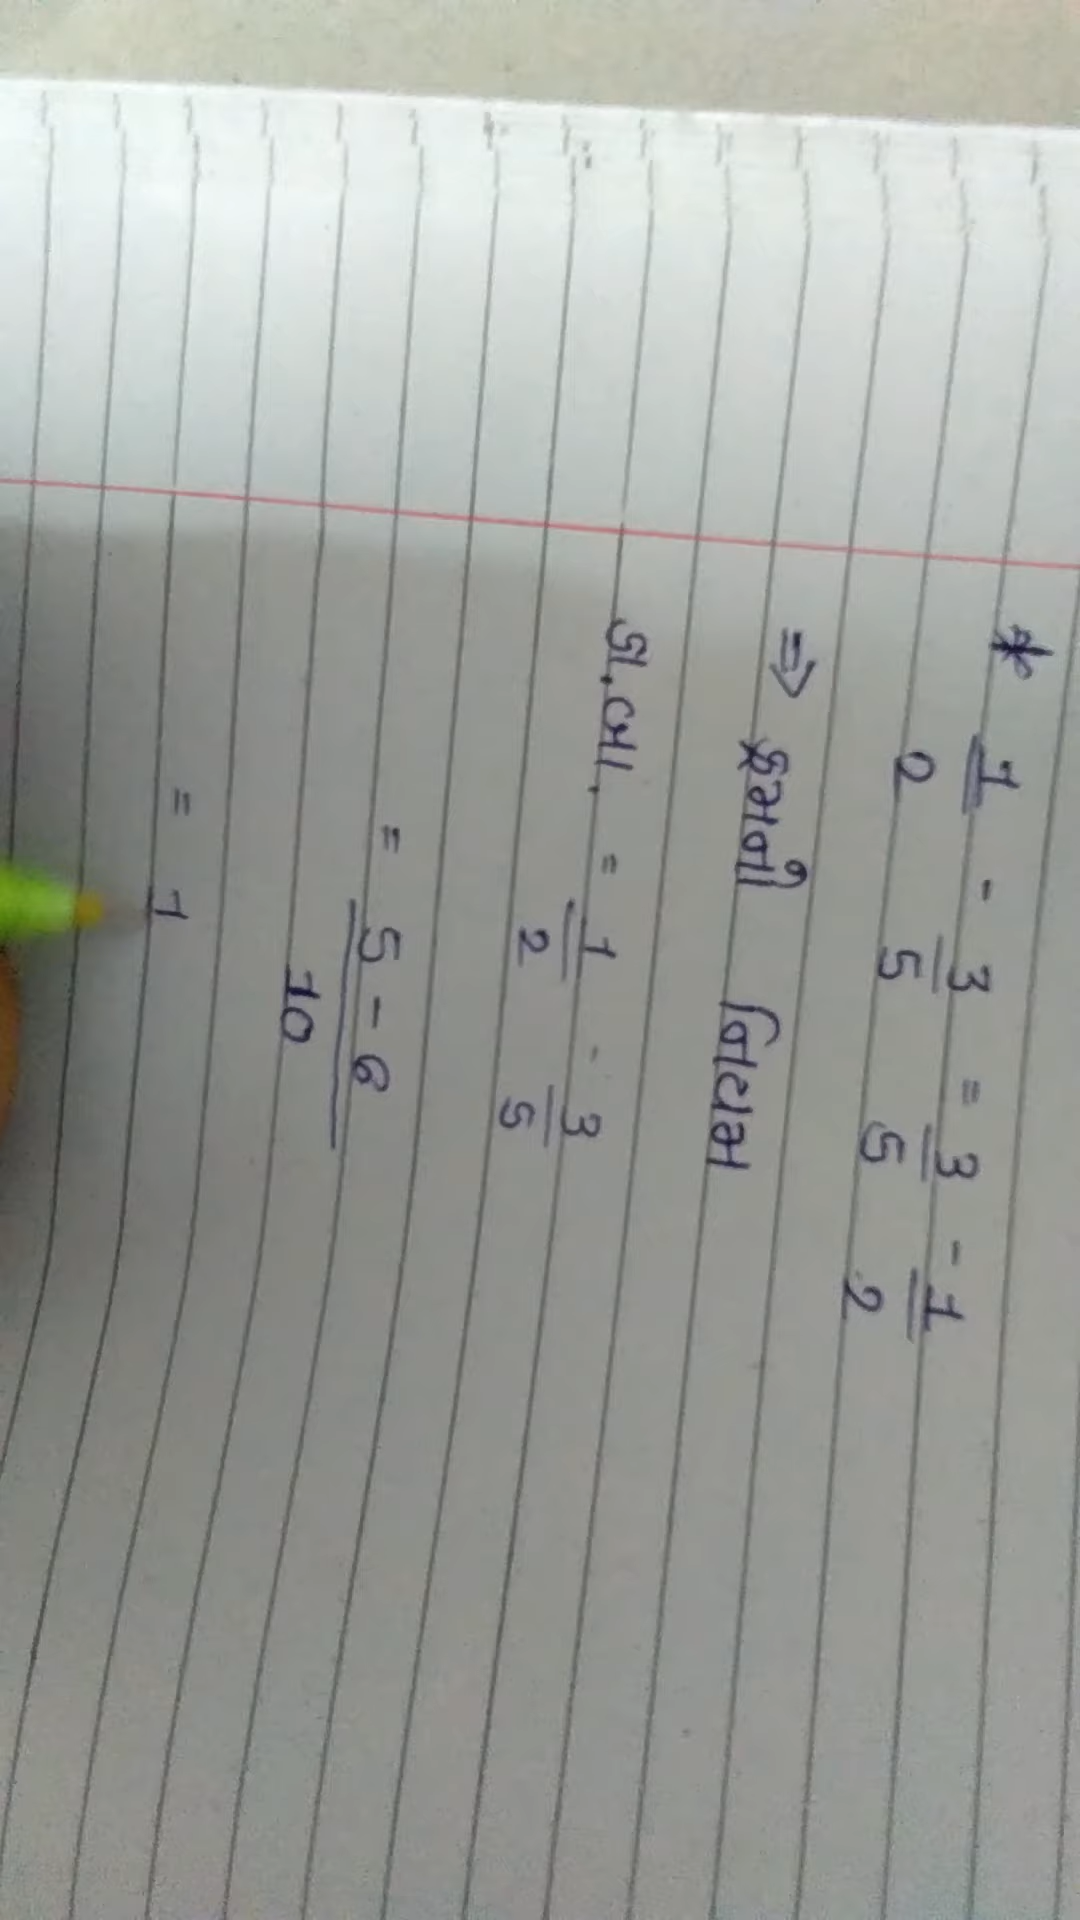 * 1/2 - 3/5 = 3/5 - 1/2
⇒ ક્રમનો નિયમ
ડા.બા. = 1/2 - 3/5
= 5 - 6 / 10
= 1